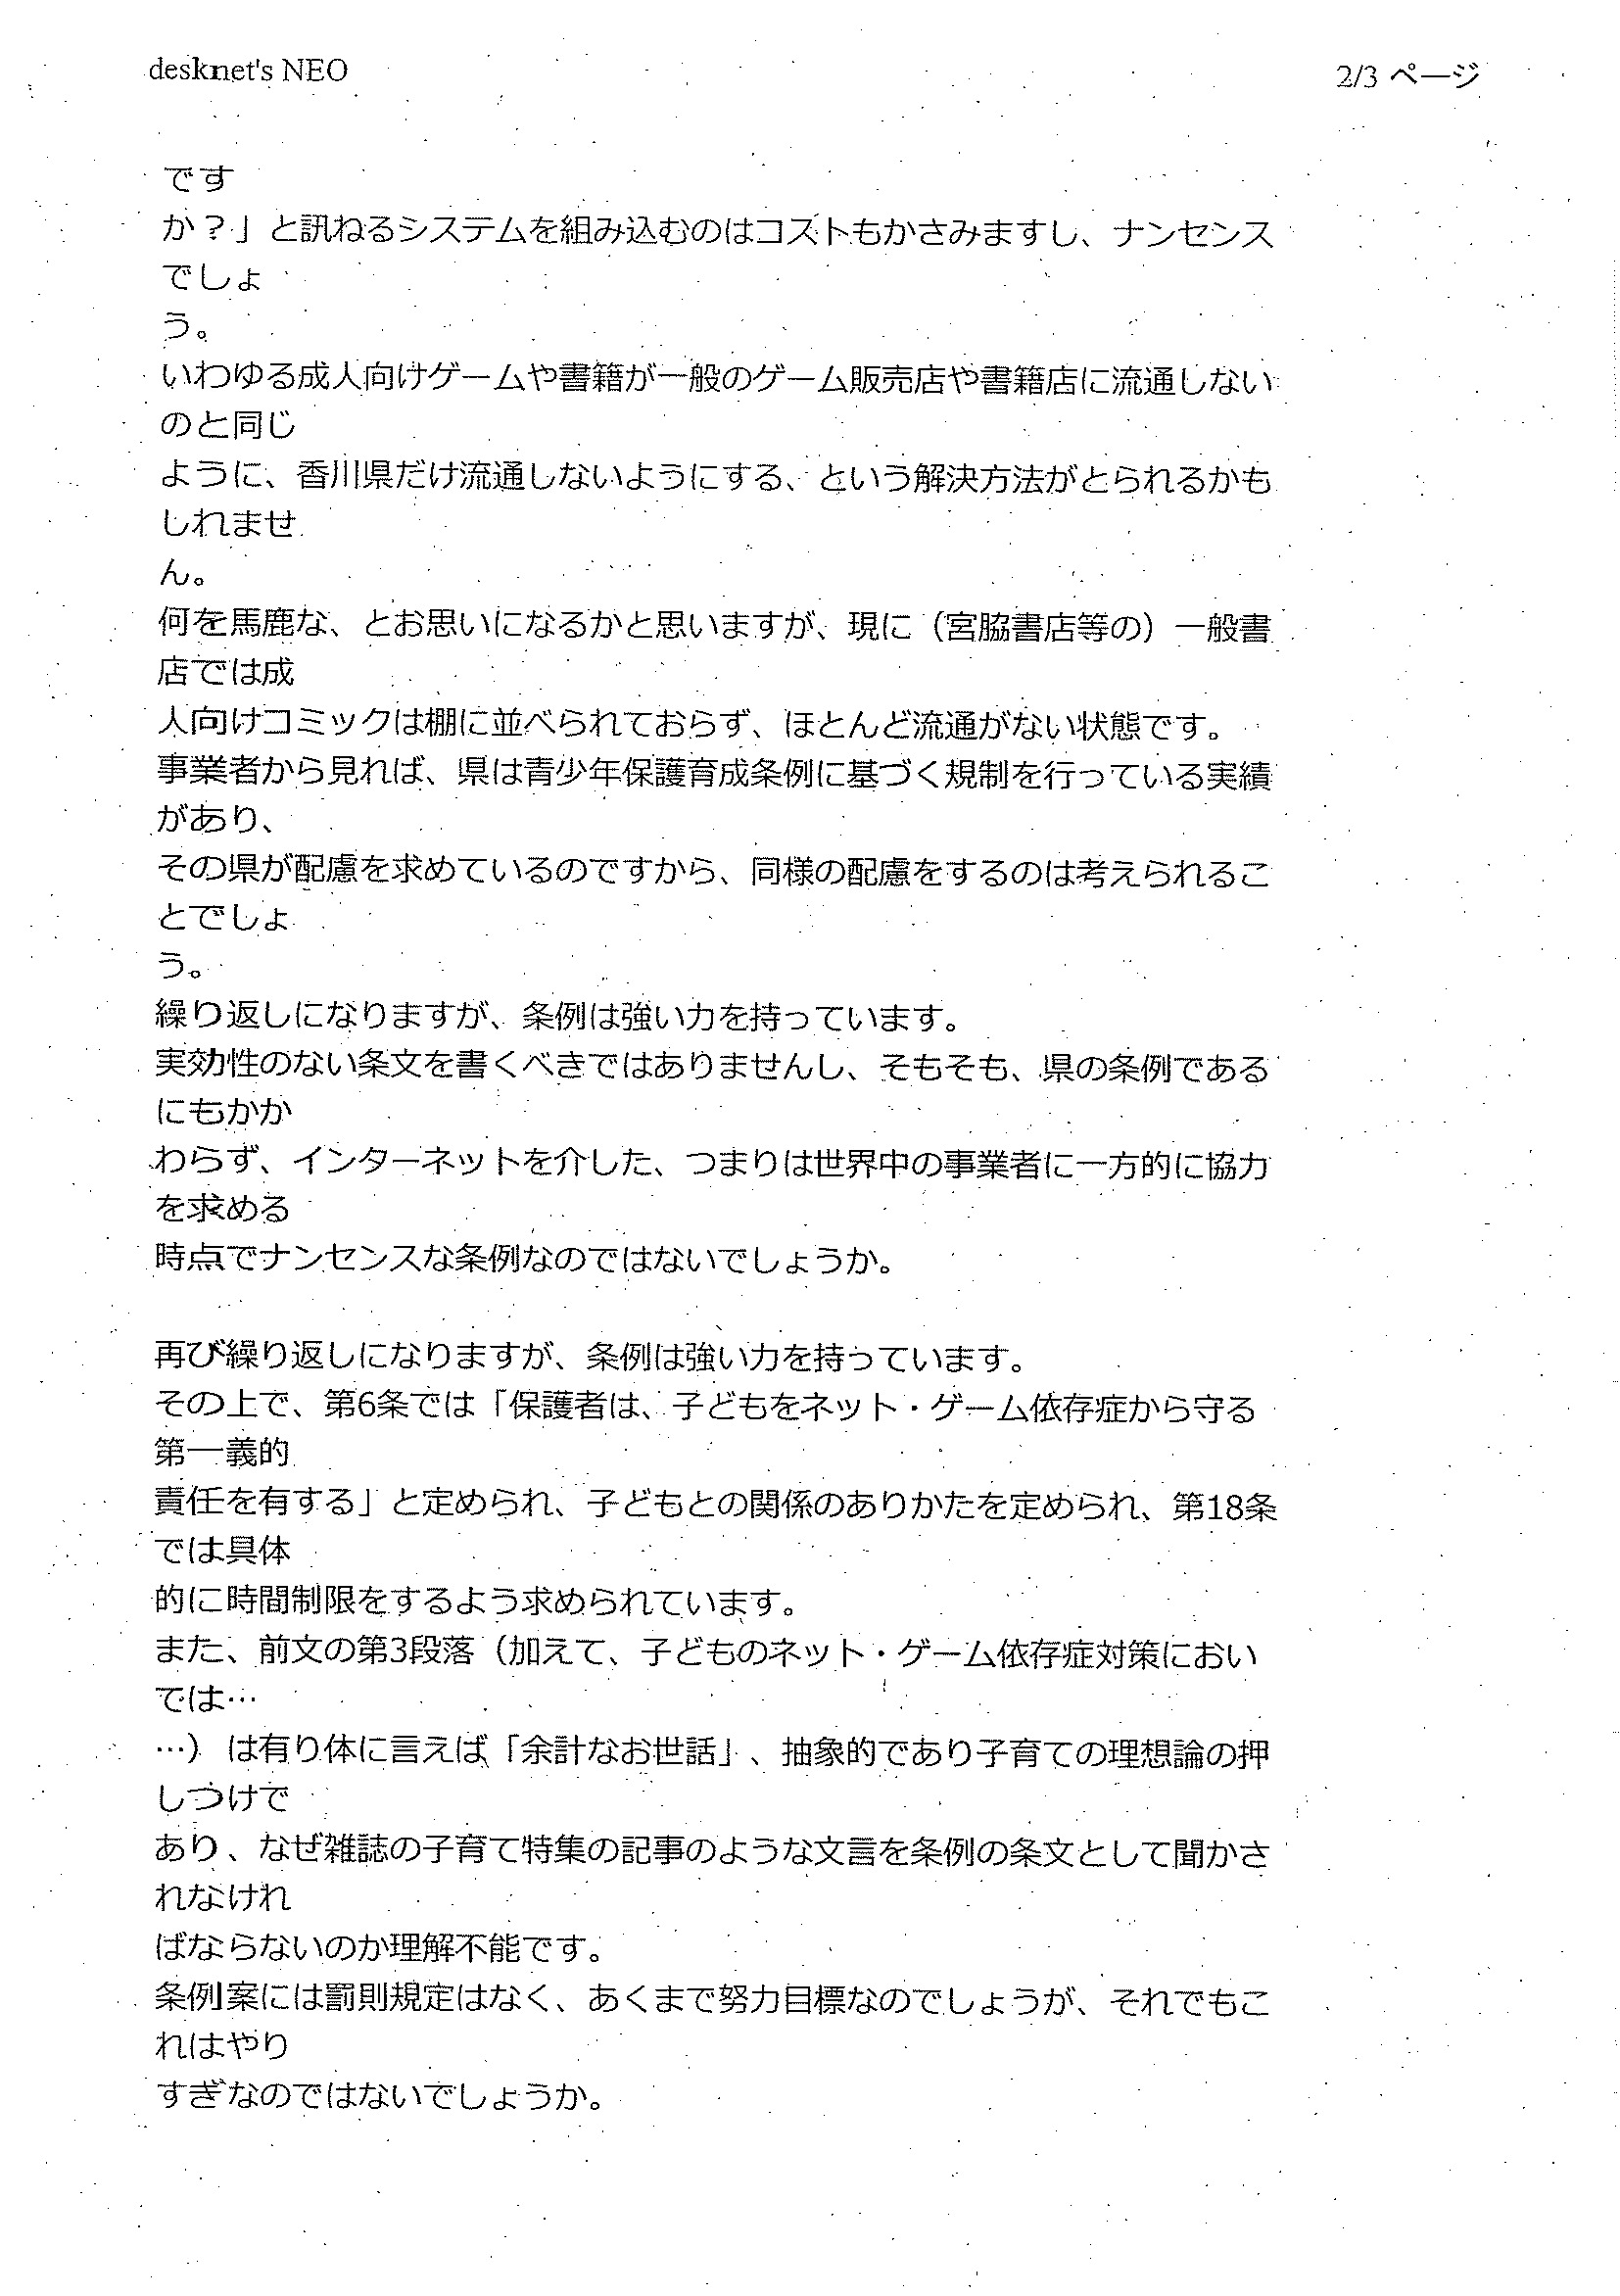 desknet's NEO
2/3 ページ
です
か？」と訊ねるシステムを組み込むのはコストもかさみますし、ナンセンス
でしょ
う。
いわゆる成人向けゲームや書籍が一般のゲーム販売店や書籍店に流通しない
のと同じ
ように、香川県だけ流通しないようにする、という解決方法がとられるかも
しれませ
ん。
何を馬鹿な、とお思いになるかと思いますが、現に（宮脇書店等の）一般書
店では成
人向けコミックは棚に並べられておらず、ほとんど流通がない状態です。
事業者から見れば、県は青少年保護育成条例に基づく規制を行っている実績
があり、
その県が配慮を求めているのですから、同様の配慮をするのは考えられるこ
とでしょ
う。
繰り返しになりますが、条例は強い力を持っています。
実効性のない条文を書くべきではありませんし、そもそも、県の条例である
にもかか
わらず、インターネットを介した、つまりは世界中の事業者に一方的に協力
を求める
時点でナンセンスな条例なのではないでしょうか。
再び繰り返しになりますが、条例は強い力を持っています。
その上で、第6条では「保護者は、子どもをネット・ゲーム依存症から守る
第一義的
責任を有する」と定められ、子どもとの関係のありかたを定められ、第18条
では具体
的に時間制限をするよう求められています。
また、前文の第3段落（加えて、子どものネット・ゲーム依存症対策におい
ては…
…）は有り体に言えば「余計なお世話」、抽象的であり子育ての理想論の押
しつけで
あり、なぜ雑誌の子育て特集の記事のような文言を条例の条文として聞かさ
れなけれ
ばならないのか理解不能です。
条例案には罰則規定はなく、あくまで努力目標なのでしょうが、それでもこ
れはやり
すぎなのではないでしょうか。